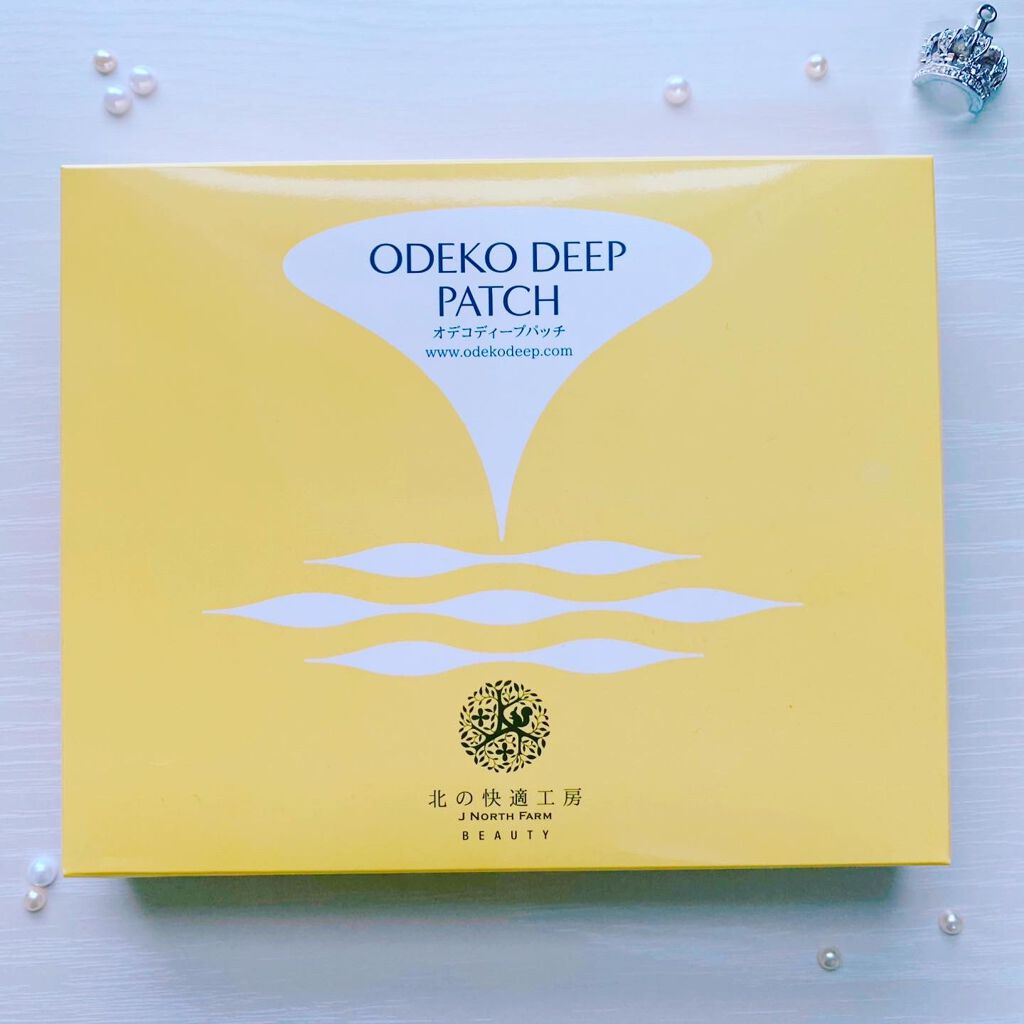 ODEKO DEEP
PATCH
オデコディープパッチ
www.odekodeep.com
北の快適工房
J NORTH FARM
BEAUTY